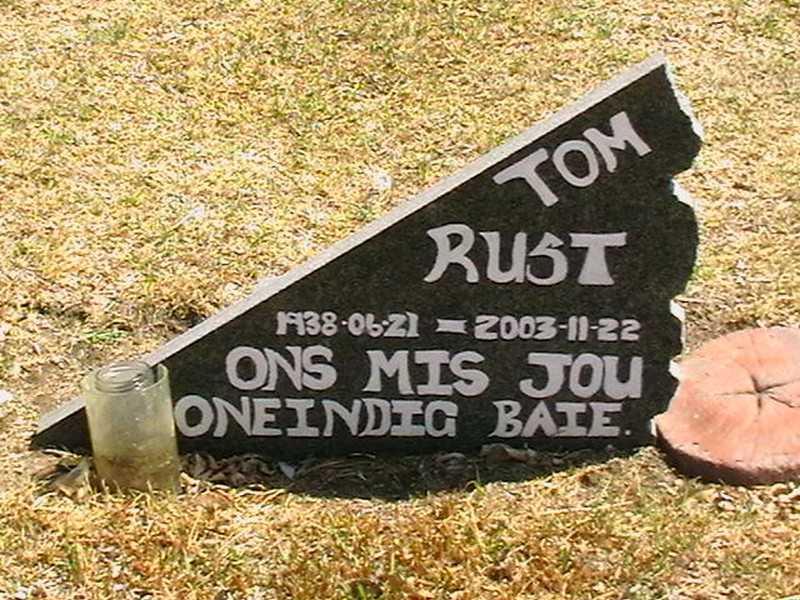 TOM
RUST
1938-06-21 = 2003-11-22
ONS MIS JOU
ONEINDIG BAIE.